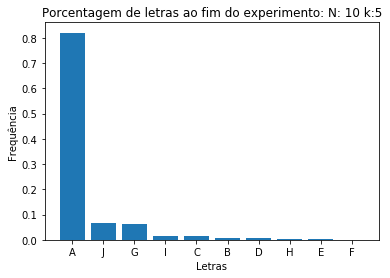 Porcentagem de letras ao fim do experimento: N: 10 k:5
Frequência
0.8
0.7
0.6
0.5
0.4
0.3
0.2
0.1
0.0
A J G I C B D H E F
Letras